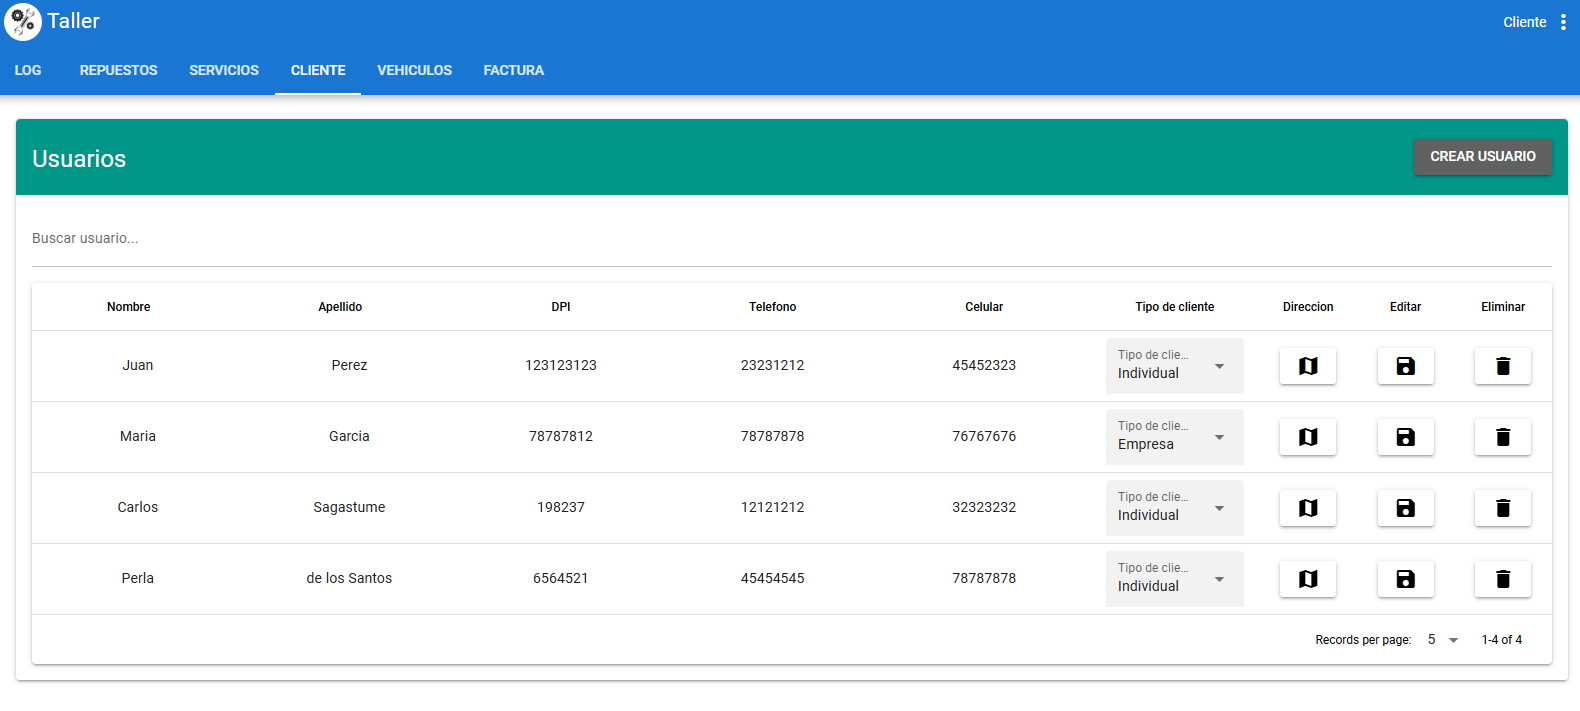 Taller
Cliente
LOG REPUESTOS SERVICIOS CLIENTE VEHICULOS FACTURA
Usuarios
CREAR USUARIO
Buscar usuario...
Nombre Apellido DPI Telefono Celular Tipo de cliente Direccion Editar Eliminar
Juan Perez 123123123 23231212 45452323 Tipo de clie... Individual
Maria Garcia 78787812 78787878 76767676 Tipo de clie... Empresa
Carlos Sagastume 198237 12121212 32323232 Tipo de clie... Individual
Perla de los Santos 6564521 45454545 78787878 Tipo de clie... Individual
Records per page: 5 1-4 of 4